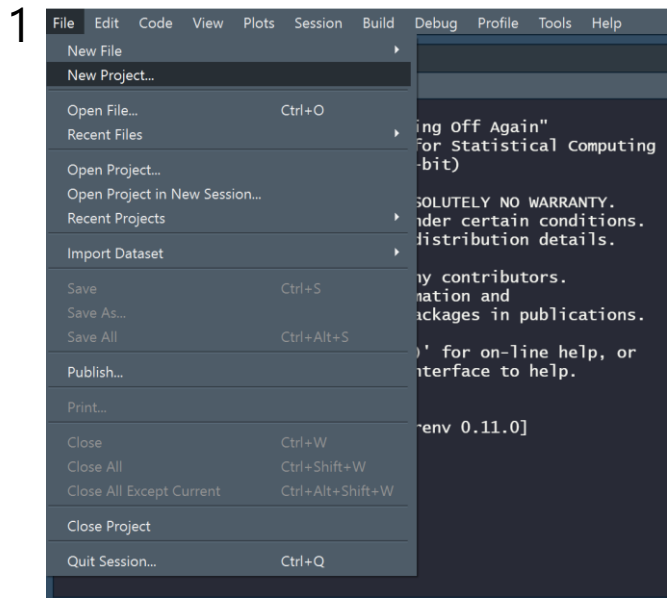 1
File Edit Code View Plots Session Build Debug Profile Tools Help
New File
New Project...
Open File... Ctrl+O
Recent Files
Open Project...
Open Project in New Session...
Recent Projects
Import Dataset
Save Ctrl+S
Save As...
Save All Ctrl+Alt+S
Publish...
Print...
Close Ctrl+W
Close All Ctrl+Shift+W
Close All Except Current Ctrl+Alt+Shift+W
Close Project
Quit Session... Ctrl+Q
ing Off Again"
for Statistical Computing
-bit)
SOLUTELY NO WARRANTY.
nder certain conditions.
distribution details.
ny contributors.
mation and
ackages in publications.
)' for on-line help, or
nterface to help.
renv 0.11.0]